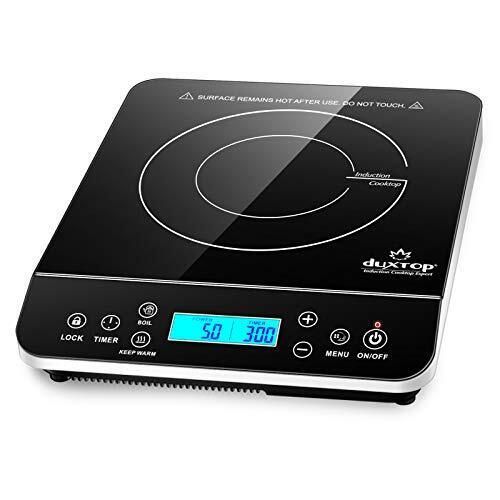 ⚠ SURFACE REMAINS HOT AFTER USE. DO NOT TOUCH. ⚠
Induction
Cooktop
duxtop
Induction Cooktop Expert
POWER
50
TIMER
300
LOCK
TIMER
BOIL
KEEP WARM
+
−
MENU
ON/OFF